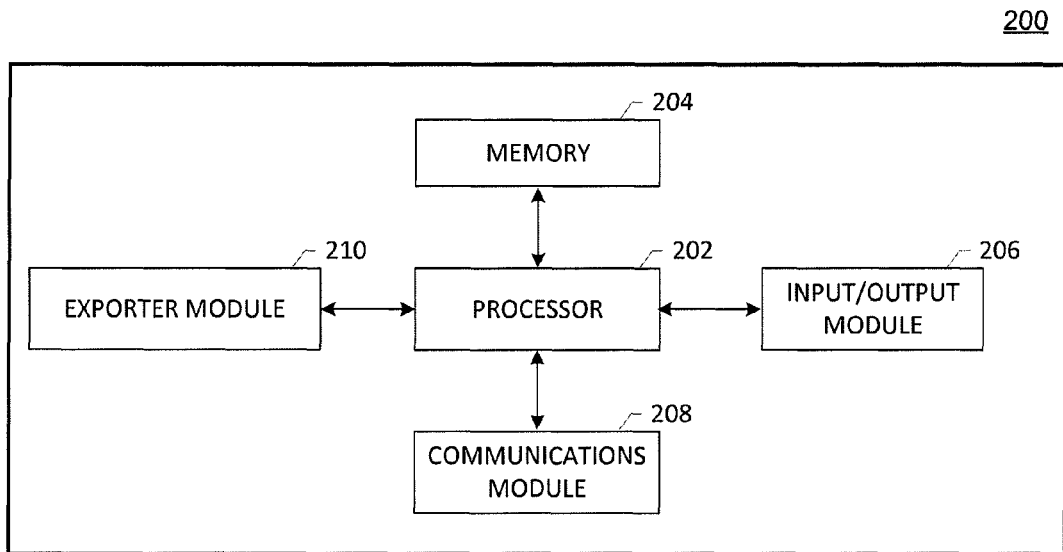 200
204
MEMORY
210
202
206
EXPORTER MODULE
PROCESSOR
INPUT/OUTPUT
MODULE
208
COMMUNICATIONS
MODULE